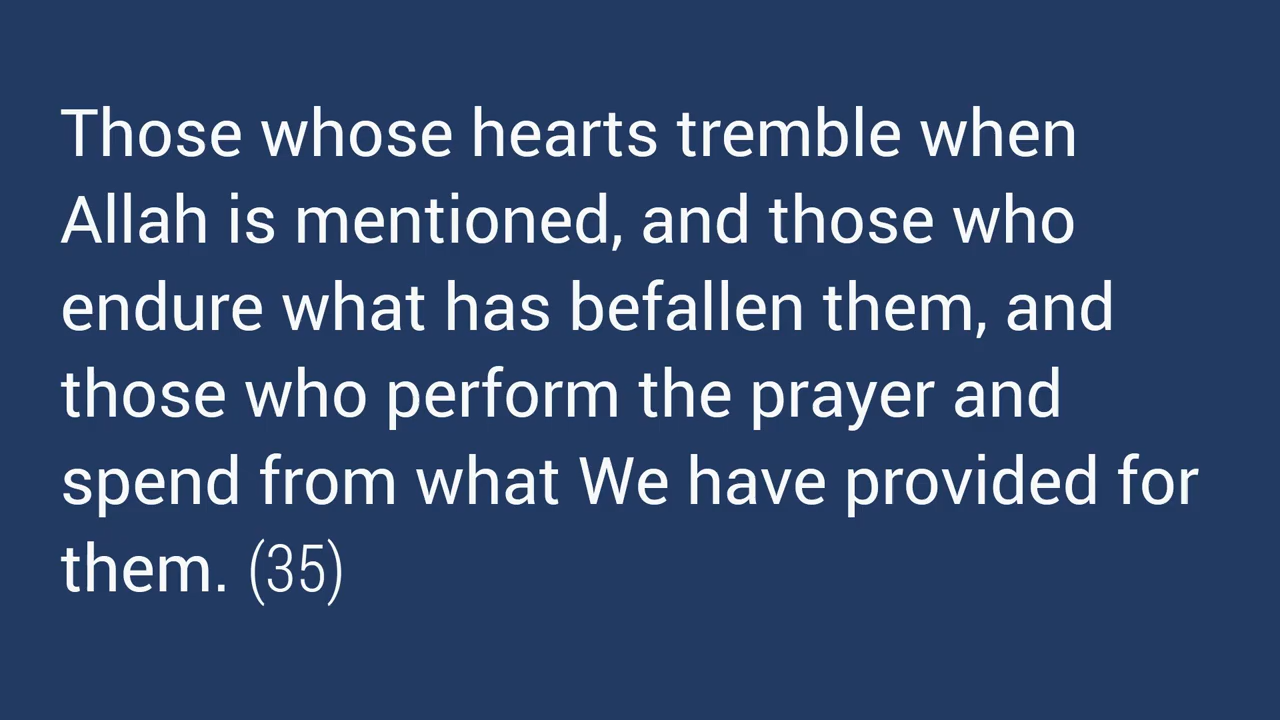 Those whose hearts tremble when
Allah is mentioned, and those who
endure what has befallen them, and
those who perform the prayer and
spend from what We have provided for
them. (35)